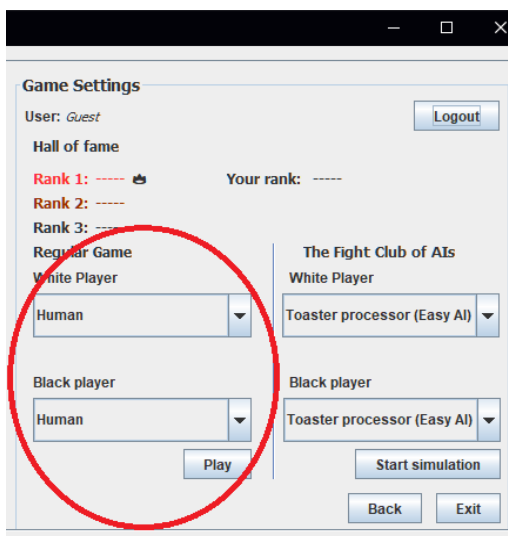 Game Settings
User: Guest
Logout
Hall of fame
Rank 1: -----
Your rank: -----
Rank 2: -----
Rank 3: -----
Regular Game
The Fight Club of AIs
White Player
White Player
Human
Toaster processor (Easy AI)
Black player
Black player
Human
Toaster processor (Easy AI)
Play
Start simulation
Back
Exit